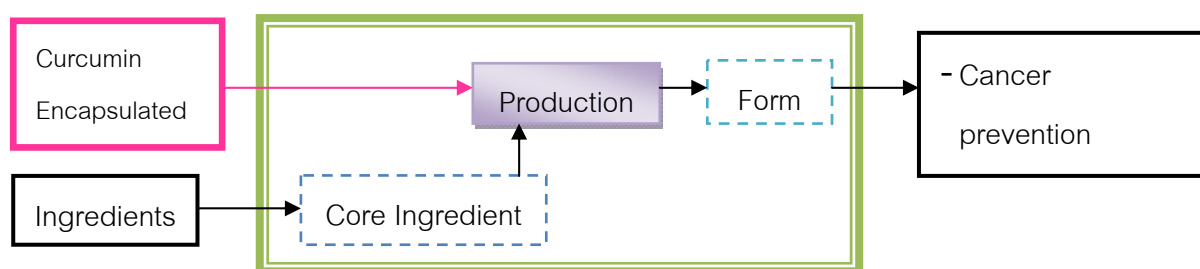 Curcumin
Encapsulated
Production
Form
- Cancer
prevention
Ingredients
Core Ingredient